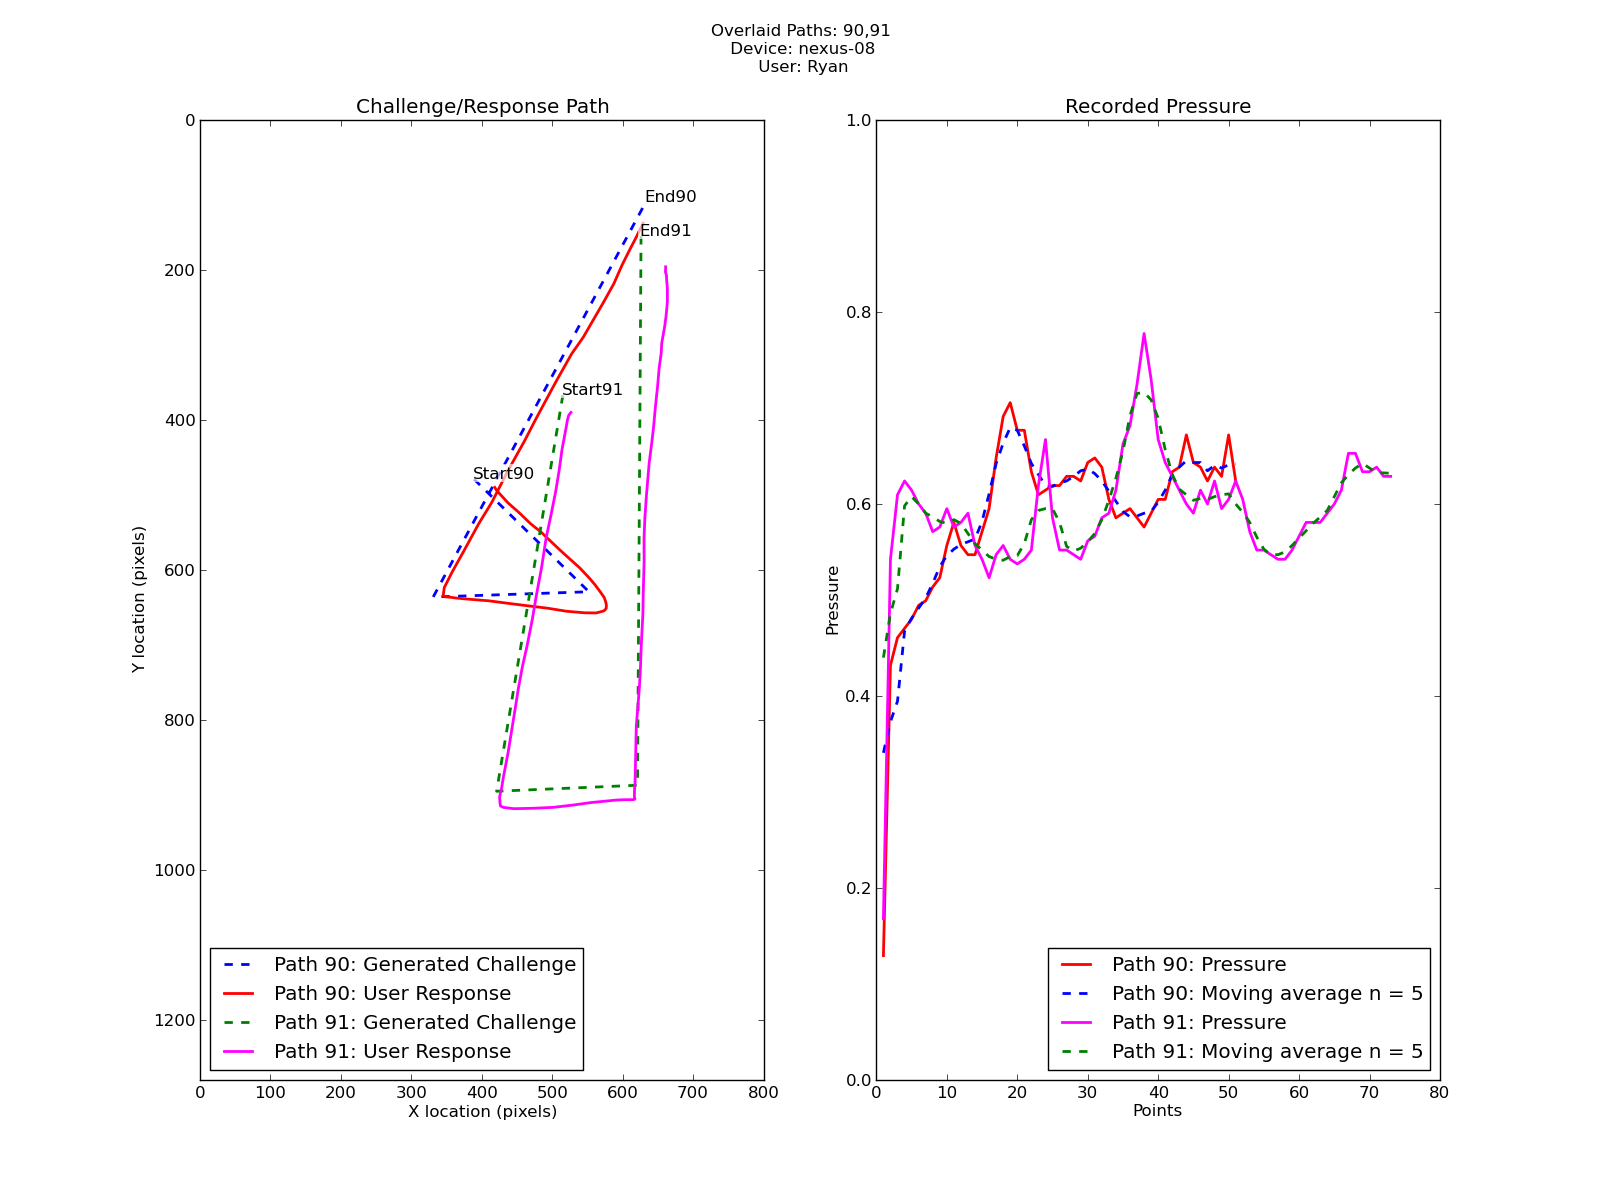 Overlaid Paths: 90,91
Device: nexus-08
User: Ryan
Challenge/Response Path
0
200
400
600
800
1000
1200
Y location (pixels)
End90
End91
Start91
Start90
Path 90: Generated Challenge
Path 90: User Response
Path 91: Generated Challenge
Path 91: User Response
0 100 200 300 400 500 600 700 800
X location (pixels)
Recorded Pressure
1.0
0.8
0.6
0.4
0.2
0.0
Pressure
Path 90: Pressure
Path 90: Moving average n = 5
Path 91: Pressure
Path 91: Moving average n = 5
0 10 20 30 40 50 60 70 80
Points